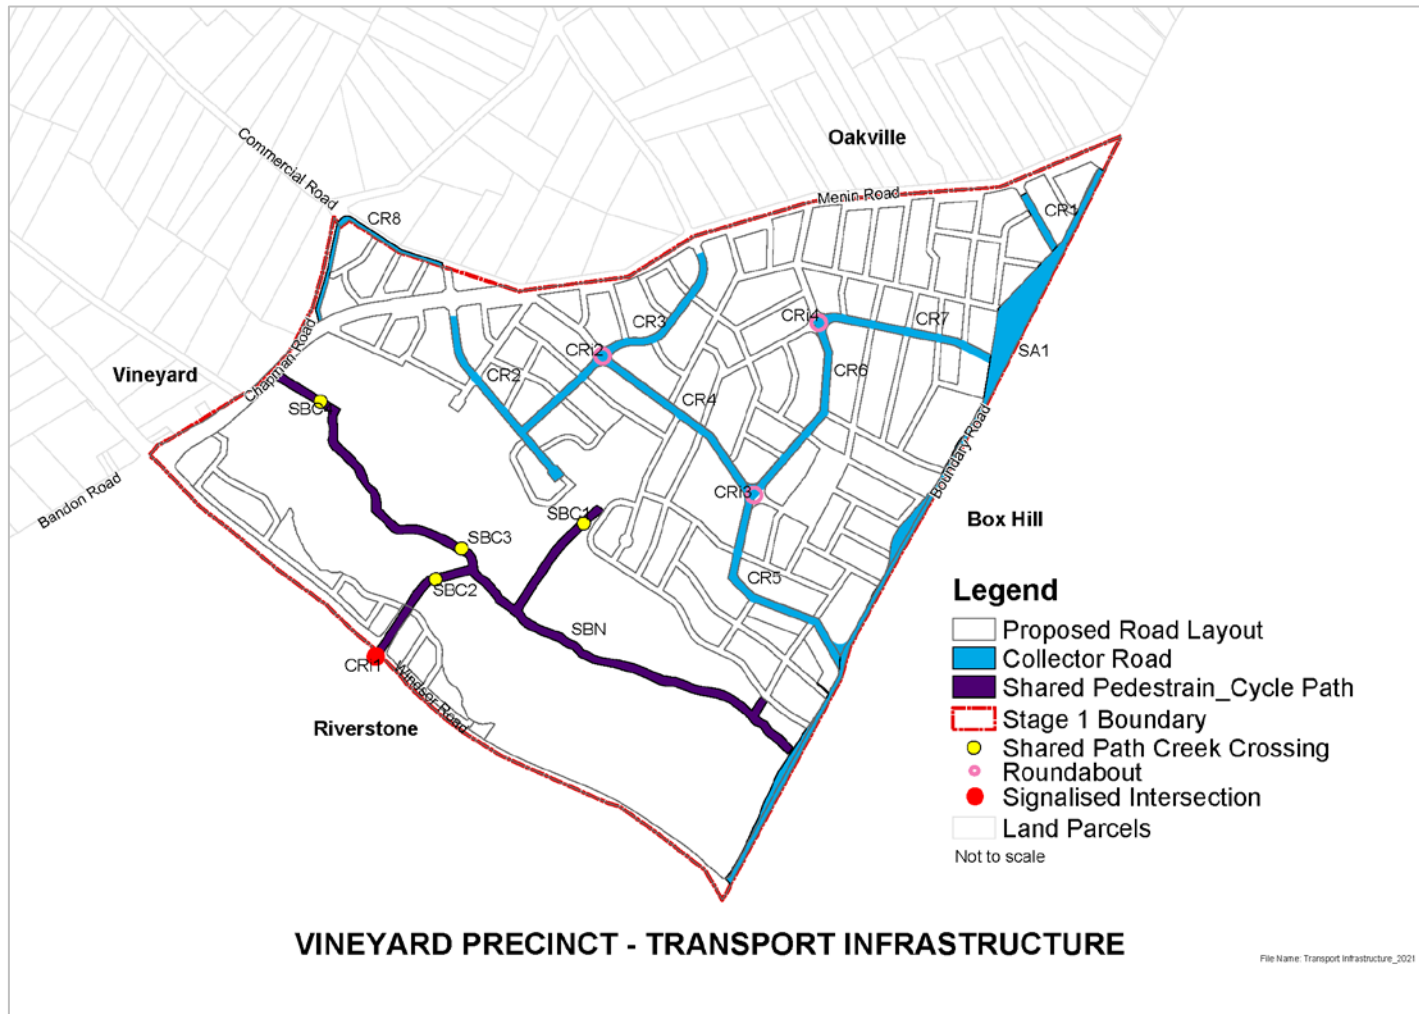 Oakville
Commercial Road
Menin Road
CR8
CR1
CRi4
CR7
CR3
CRi2
SA1
CR6
Chapman Road
Vineyard
CR2
CR4
SBC4
Boundary Road
Bandon Road
CRi3
SBC1
Box Hill
SBC3
CR5
SBC2
SBN
CRi1
Windsor Road
Riverstone
Legend
Proposed Road Layout
Collector Road
Shared Pedestrain_Cycle Path
Stage 1 Boundary
Shared Path Creek Crossing
Roundabout
Signalised Intersection
Land Parcels
Not to scale
VINEYARD PRECINCT - TRANSPORT INFRASTRUCTURE
File Name: Transport Infrastructure_2021